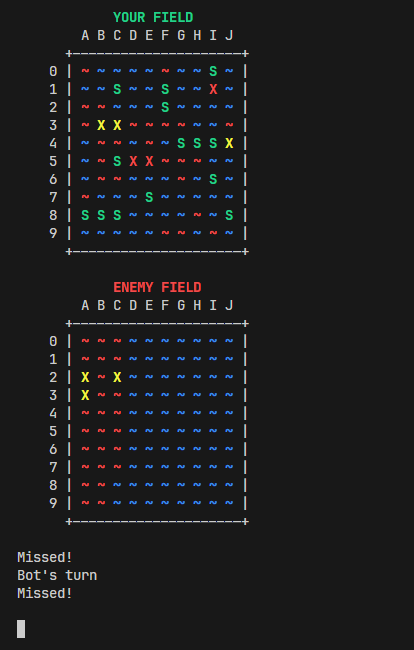 YOUR FIELD
A B C D E F G H I J
+—————————————————————+
0 | ~ ~ ~ ~ ~ ~ ~ ~ S ~ |
1 | ~ ~ S ~ ~ S ~ ~ X ~ |
2 | ~ ~ ~ ~ ~ S ~ ~ ~ ~ |
3 | ~ X X ~ ~ ~ ~ ~ ~ ~ |
4 | ~ ~ ~ ~ ~ ~ S S S X |
5 | ~ ~ S X X ~ ~ ~ ~ ~ |
6 | ~ ~ ~ ~ ~ ~ ~ ~ S ~ |
7 | ~ ~ ~ ~ S ~ ~ ~ ~ ~ |
8 | S S S ~ ~ ~ ~ ~ ~ S |
9 | ~ ~ ~ ~ ~ ~ ~ ~ ~ ~ |
+—————————————————————+
ENEMY FIELD
A B C D E F G H I J
+—————————————————————+
0 | ~ ~ ~ ~ ~ ~ ~ ~ ~ ~ |
1 | ~ ~ ~ ~ ~ ~ ~ ~ ~ ~ |
2 | X ~ X ~ ~ ~ ~ ~ ~ ~ |
3 | X ~ ~ ~ ~ ~ ~ ~ ~ ~ |
4 | ~ ~ ~ ~ ~ ~ ~ ~ ~ ~ |
5 | ~ ~ ~ ~ ~ ~ ~ ~ ~ ~ |
6 | ~ ~ ~ ~ ~ ~ ~ ~ ~ ~ |
7 | ~ ~ ~ ~ ~ ~ ~ ~ ~ ~ |
8 | ~ ~ ~ ~ ~ ~ ~ ~ ~ ~ |
9 | ~ ~ ~ ~ ~ ~ ~ ~ ~ ~ |
+—————————————————————+
Missed!
Bot's turn
Missed!